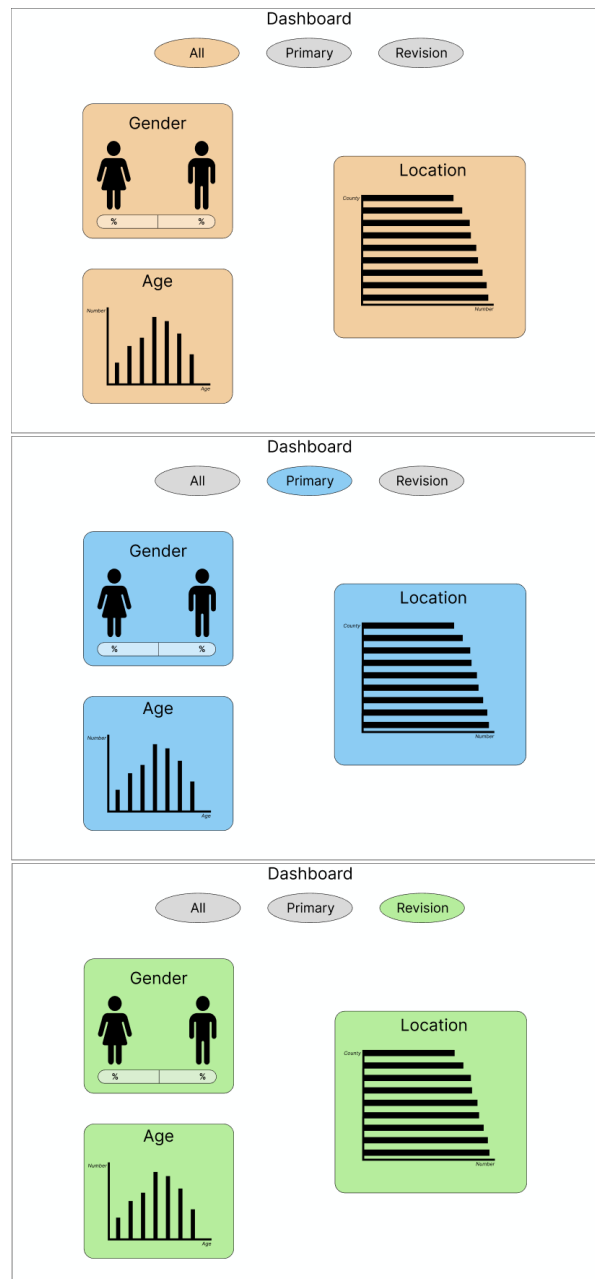 Dashboard
All Primary Revision
Gender
% %
Location
County
Number
Age
Number
Age
Dashboard
All Primary Revision
Gender
% %
Location
County
Number
Age
Number
Age
Dashboard
All Primary Revision
Gender
% %
Location
County
Number
Age
Number
Age